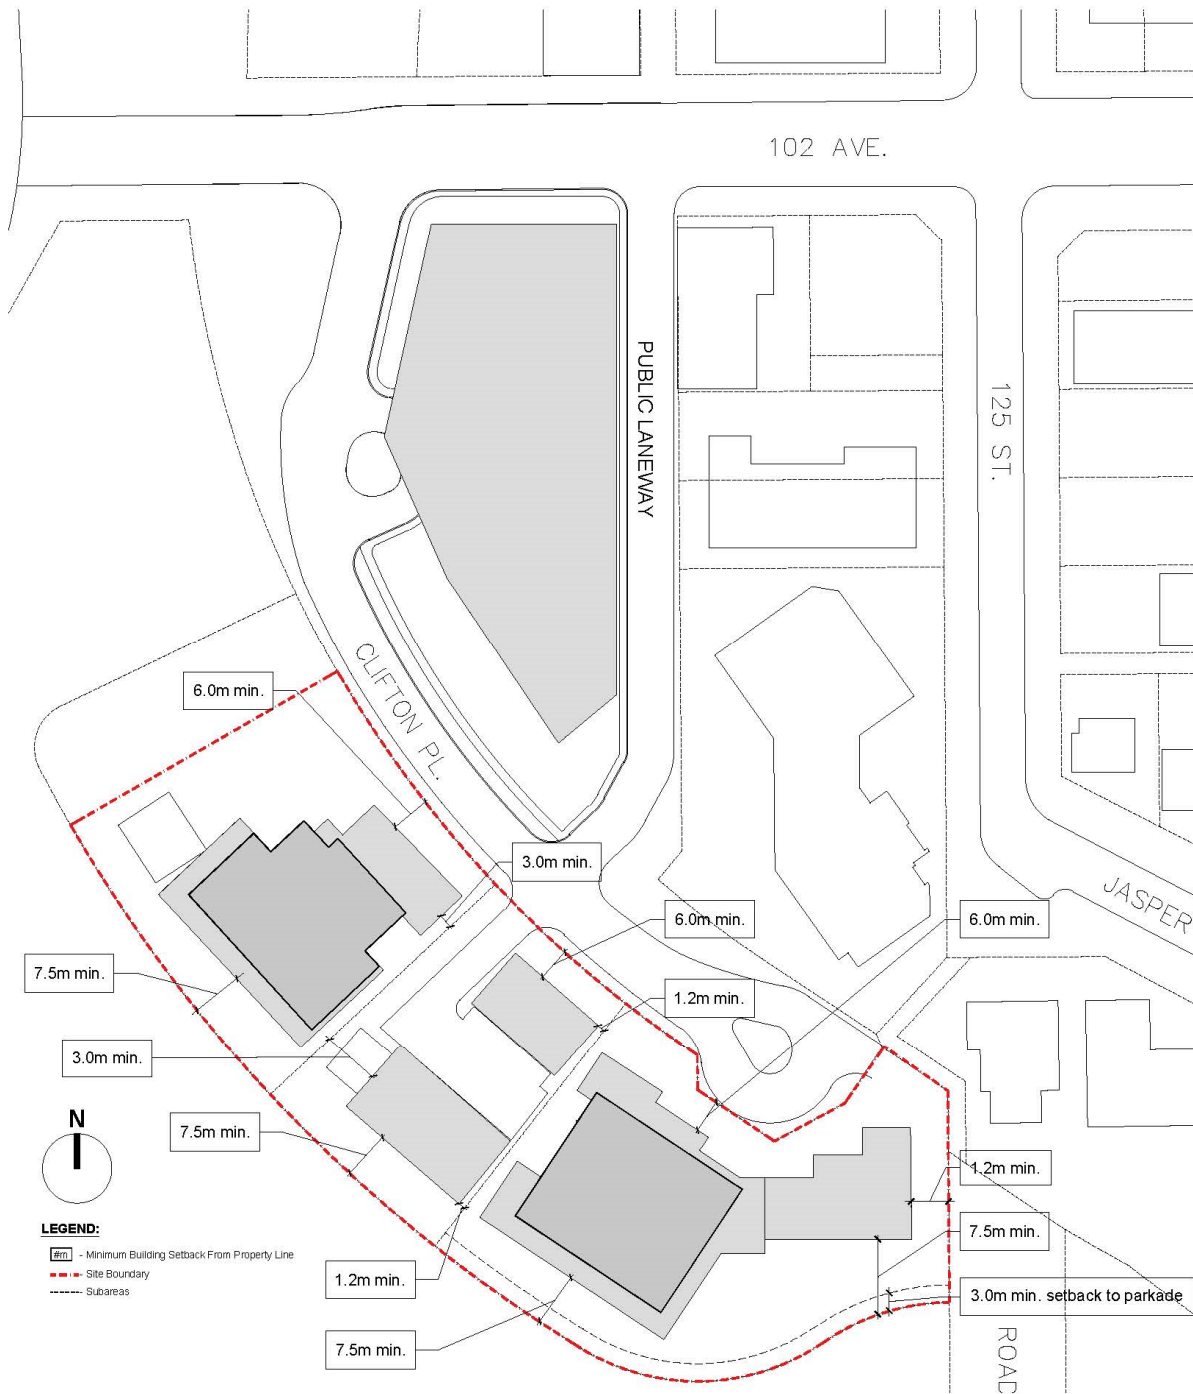 102 AVE.
PUBLIC LANEWAY
125 ST.
CLIFTON PL.
6.0m min.
3.0m min.
JASPER
6.0m min.
6.0m min.
7.5m min.
1.2m min.
3.0m min.
N
7.5m min.
1.2m min.
LEGEND:
#m - Minimum Building Setback From Property Line
Site Boundary
Subareas
7.5m min.
1.2m min.
3.0m min. setback to parkade
7.5m min.
ROAD